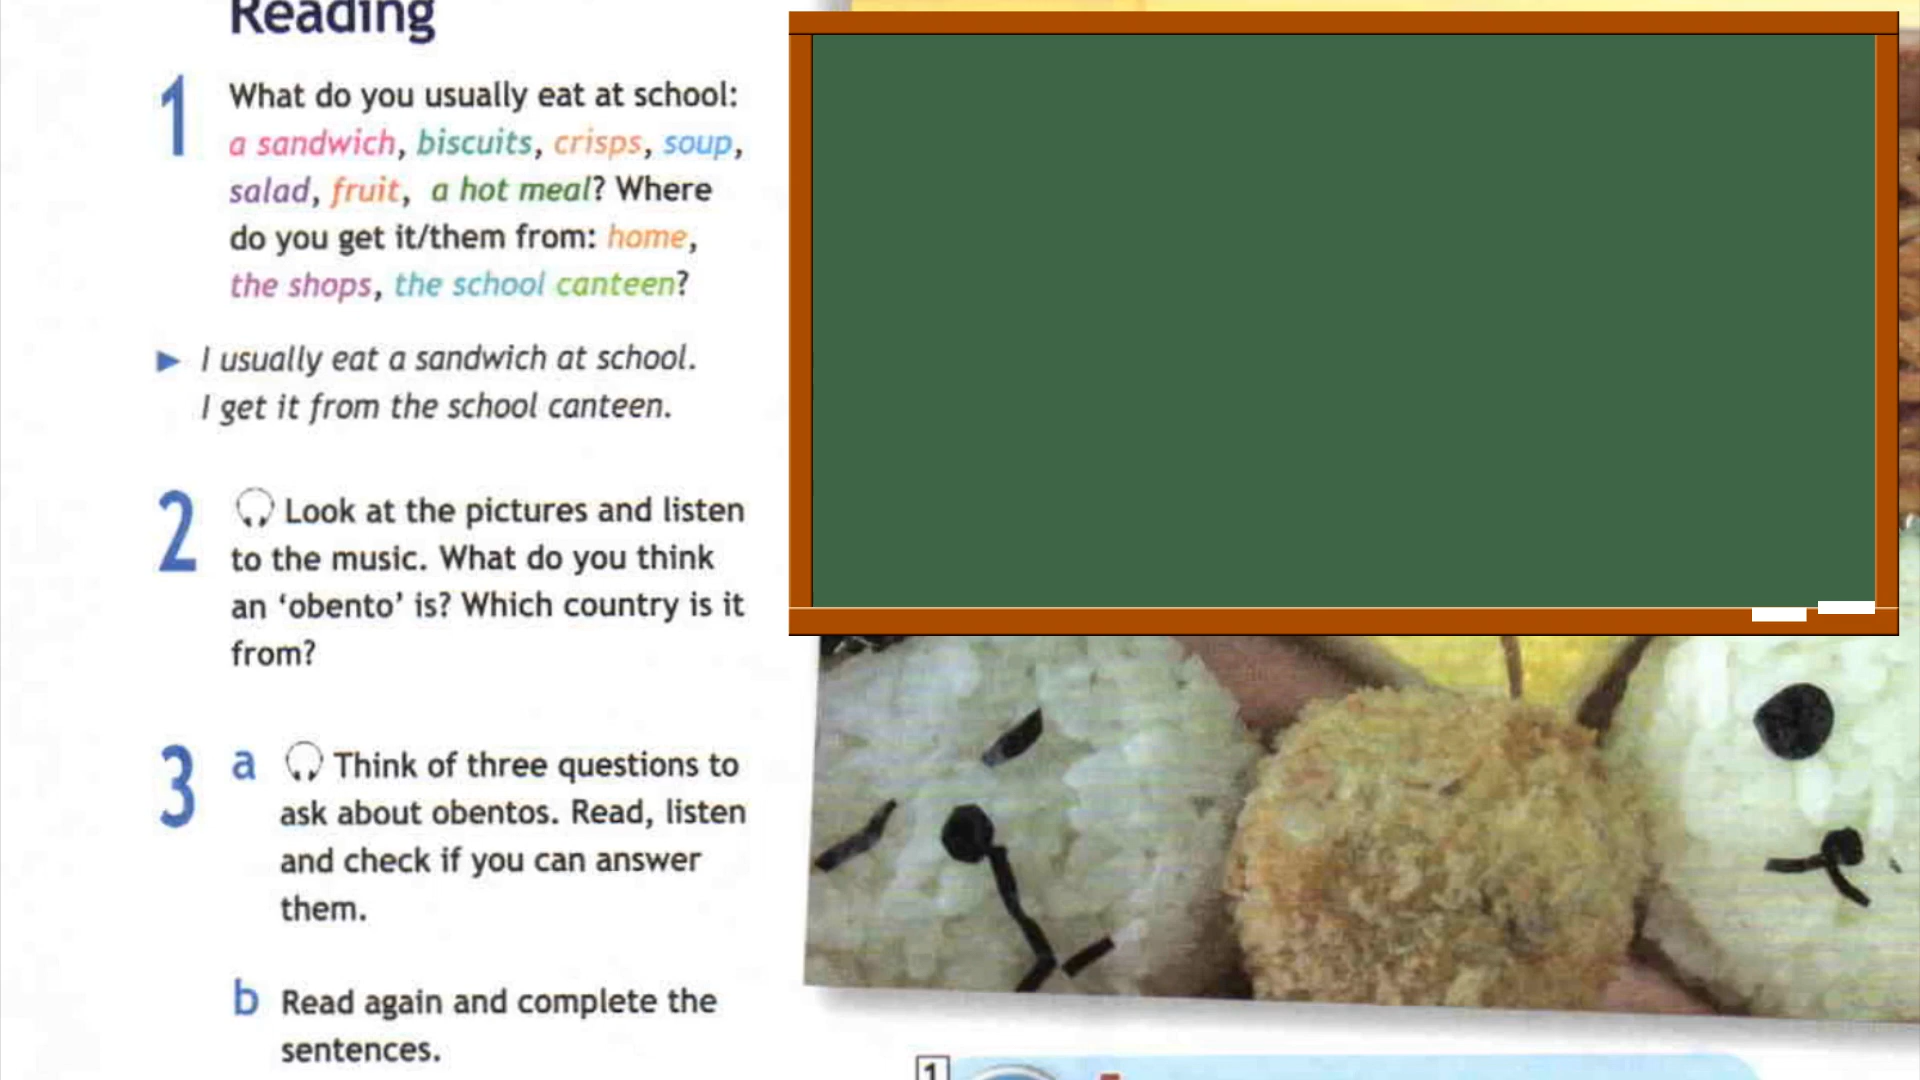 Reading
1 What do you usually eat at school:
a sandwich, biscuits, crisps, soup,
salad, fruit, a hot meal? Where
do you get it/them from: home,
the shops, the school canteen?
► I usually eat a sandwich at school.
I get it from the school canteen.
2 Look at the pictures and listen
to the music. What do you think
an ‘obento’ is? Which country is it
from?
3 a Think of three questions to
ask about obentos. Read, listen
and check if you can answer
them.
b Read again and complete the
sentences.
1